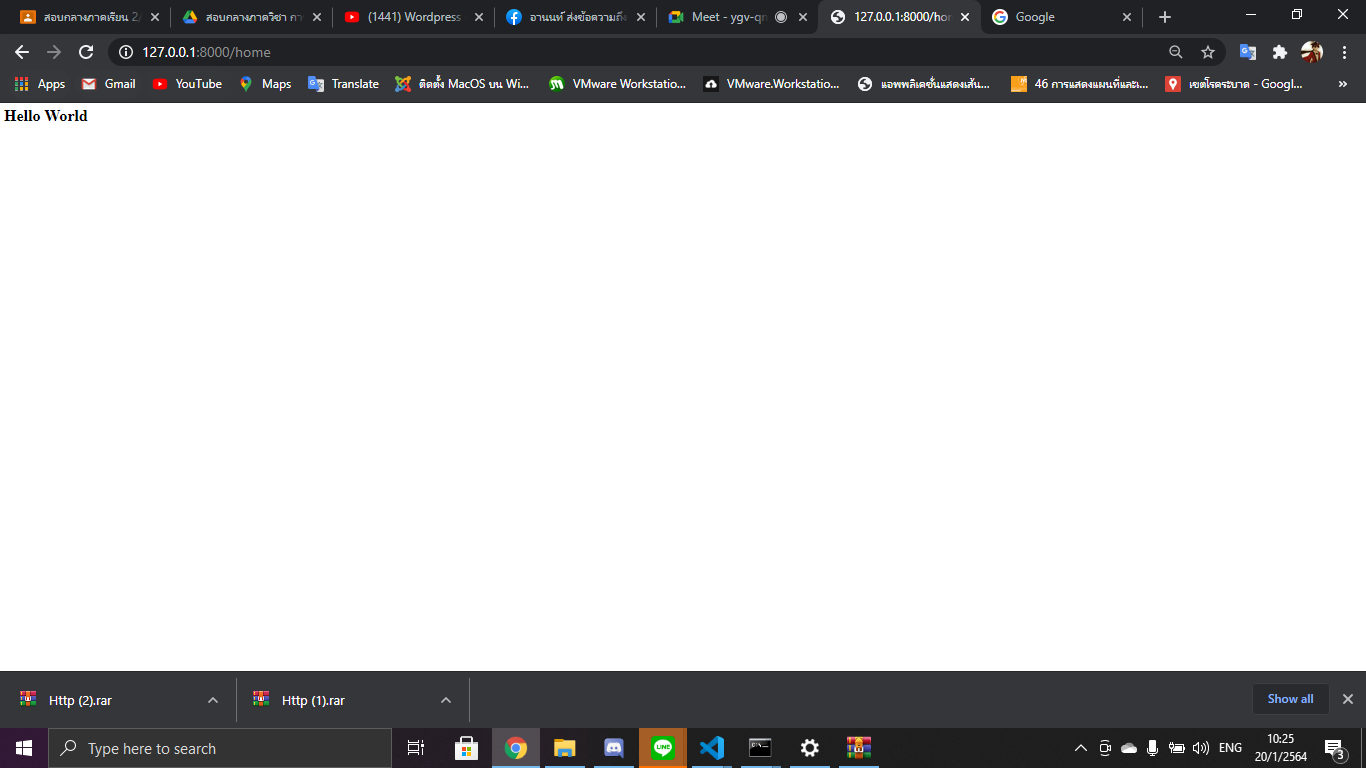 สอบกลางภาคเรียน 2/
สอบกลางภาควิชา กา
(1441) Wordpress
อานนท์ ส่งข้อความถึง
Meet - ygv-qn
127.0.0.1:8000/hor
Google
127.0.0.1:8000/home
Apps
Gmail
YouTube
Maps
Translate
ติดตั้ง MacOS บน Wi...
VMware Workstatio...
VMware.Workstatio...
แอพพลิเคชั่นแสดงเส้น...
46 การแสดงแผนที่และ...
เขตโรคระบาด - Googl...
»
Hello World
Http (2).rar
Http (1).rar
Show all
Type here to search
LINE
ENG
10:25
20/1/2564
3